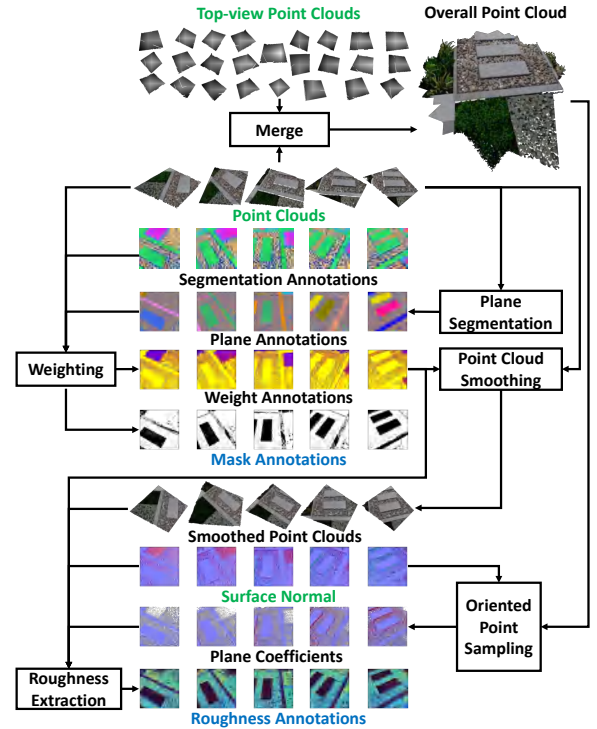 Top-view Point Clouds
Overall Point Cloud
Merge
Point Clouds
Segmentation Annotations
Plane
Segmentation
Plane Annotations
Weighting
Point Cloud
Smoothing
Weight Annotations
Mask Annotations
Smoothed Point Clouds
Surface Normal
Oriented
Point
Sampling
Plane Coefficients
Roughness
Extraction
Roughness Annotations